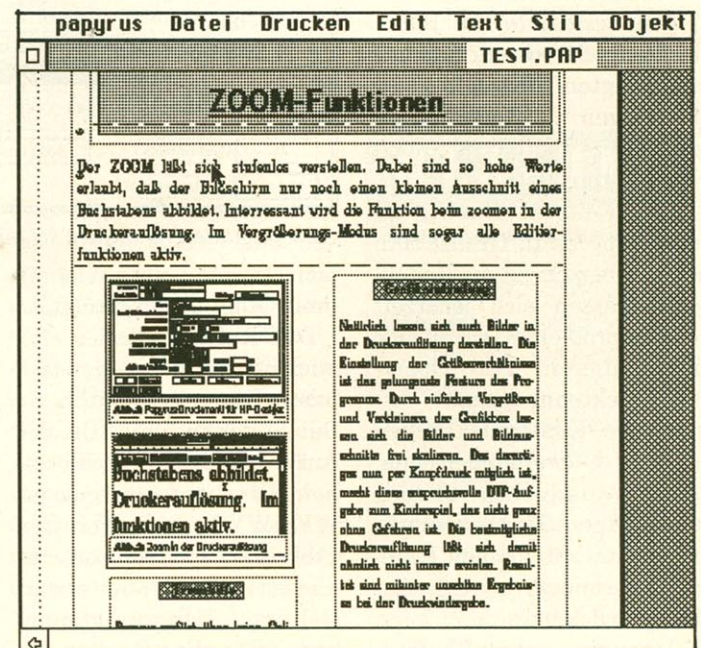 papyrus Datei Drucken Edit Text Stil Objekt
TEST.PAP
ZOOM-Funktionen
Der ZOOM läßt sich stufenlos verstellen. Dabei sind so hohe Werte
erlaubt, daß der Bildschirm nur noch einen kleinen Ausschnitt eines
Buchstabens abbildet. Interressant wird die Funktion beim zoomen in der
Druckerauflösung. Im Vergrößerungs-Modus sind sogar alle Editier-
funktionen aktiv.
Abb.2: Papyrus Druckmenü für HP-Deskjet
Buchstabens abbildet.
Druckerauflösung. Im
funktionen aktiv.
Zoom in der Druckerauflösung
Grafikeinbindung
Natürlich lassen sich auch Bilder in
der Druckerauflösung darstellen. Die
Einstellung der Größenverhältnisse
ist das gelungenste Feature des Pro-
gramms. Durch einfaches Vergrößern
und Verkleinern der Grafikbox las-
sen sich die Bilder und Bildaus-
schnitte frei skalieren. Das derarti-
ges nun per Knopfdruck möglich ist,
macht diese anspruchsvolle DTP-Auf-
gabe zum Kinderspiel, das nicht ganz
ohne Gefahren ist. Die bestmögliche
Druckerauflösung läßt sich damit
nämlich nicht immer erzielen. Resul-
tat sind mitunter unschöne Ergebnis-
se bei der Druckwiedergabe.